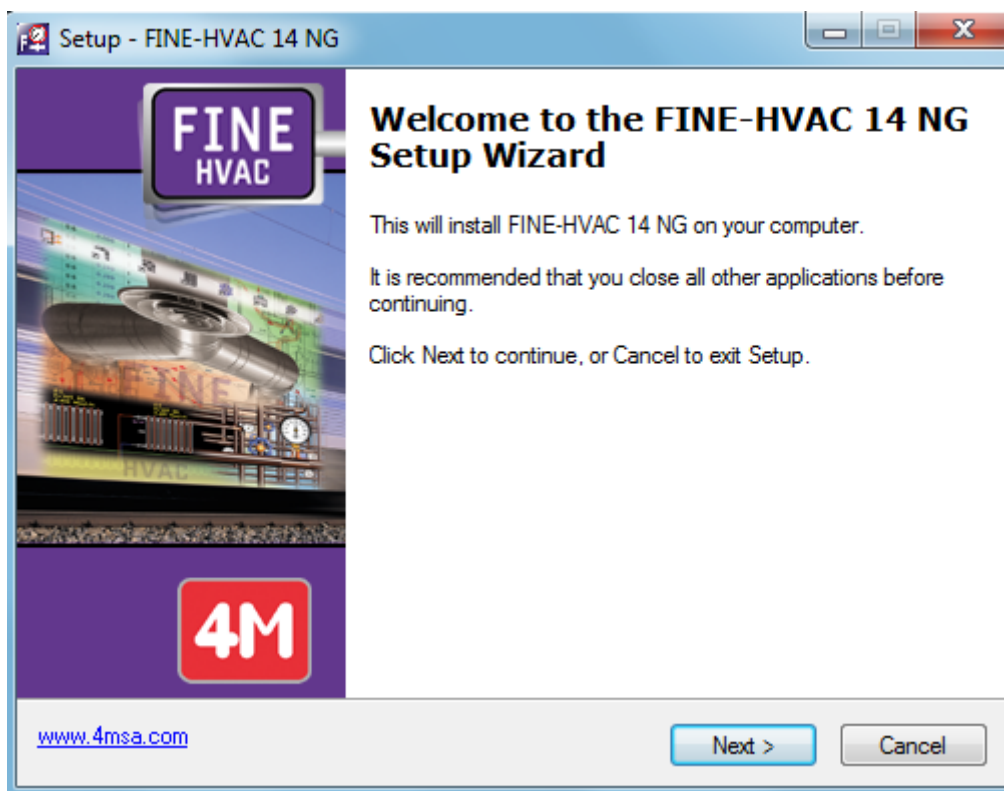 Setup - FINE-HVAC 14 NG
FINE
HVAC
Welcome to the FINE-HVAC 14 NG
Setup Wizard
This will install FINE-HVAC 14 NG on your computer.
It is recommended that you close all other applications before
continuing.
Click Next to continue, or Cancel to exit Setup.
FINE
HVAC
4M
www.4msa.com
Next >
Cancel